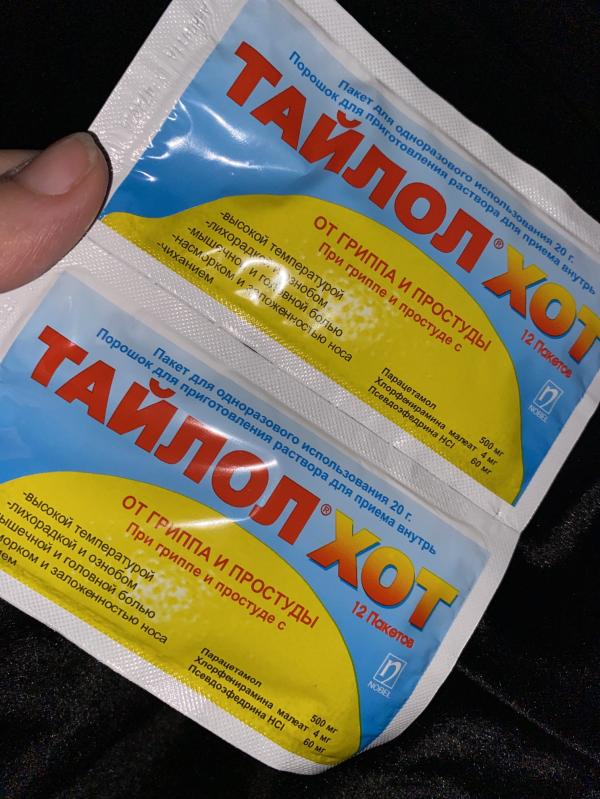 Пакет для одноразового использования 20 г.
Порошок для приготовления раствора для приема внутрь
ТАЙЛОЛ® ХОТ
12 Пакетов
ОТ ГРИППА И ПРОСТУДЫ
При гриппе и простуде с
-высокой температурой
-лихорадкой и ознобом
-мышечной и головной болью
-насморком и заложенностью носа
-чиханием
Парацетамол 500 мг
Хлорфенирамина малеат 4 мг
Псевдоэфедрина HCl 60 мг
NOBEL
Пакет для одноразового использования 20 г.
Порошок для приготовления раствора для приема внутрь
ТАЙЛОЛ® ХОТ
12 Пакетов
ОТ ГРИППА И ПРОСТУДЫ
При гриппе и простуде с
-высокой температурой
-лихорадкой и ознобом
мышечной и головной болью
морком и заложенностью носа
ем
Парацетамол 500 мг
Хлорфенирамина малеат 4 мг
Псевдоэфедрина HCl 60 мг
NOBEL